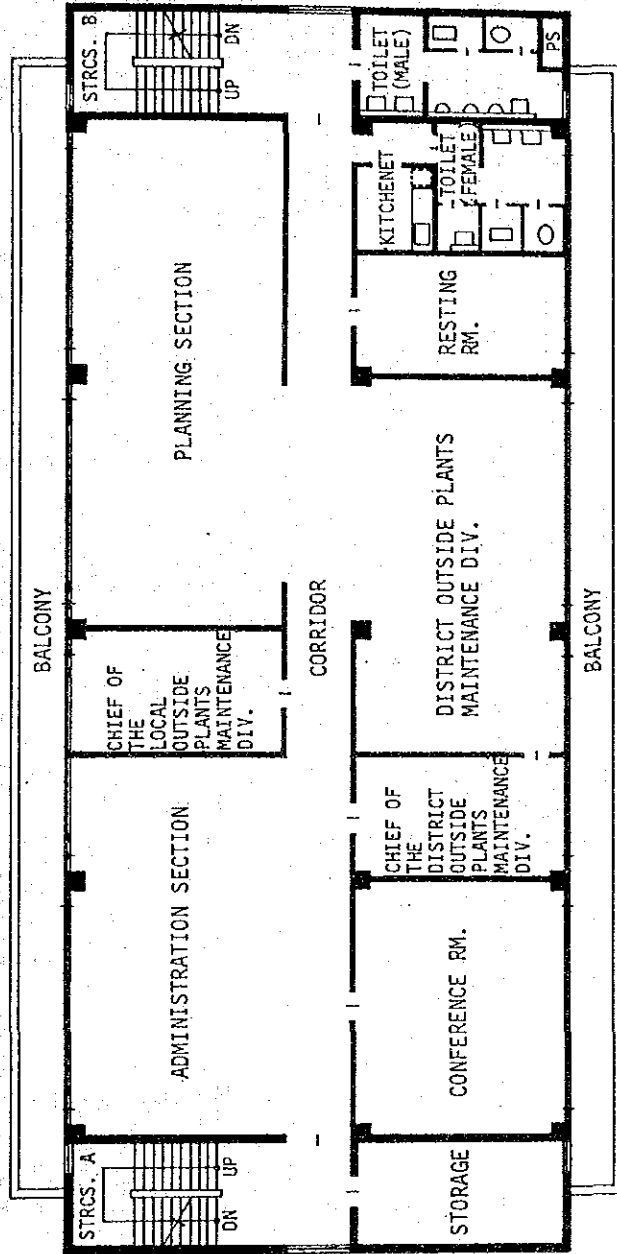 BALCONY
STRCS. A
DN
UP
ADMINISTRATION SECTION
CHIEF OF
THE
LOCAL
OUTSIDE
PLANTS
MAINTENANCE
DIV.
PLANNING SECTION
STRCS. B
UP
DN
CORRIDOR
STORAGE
CONFERENCE RM.
CHIEF OF
THE
DISTRICT
OUTSIDE
PLANTS
MAINTENANCE
DIV.
DISTRICT OUTSIDE PLANTS
MAINTENANCE DIV.
RESTING
RM.
KITCHENET
TOILET
(FEMALE)
TOILET
(MALE)
PS
BALCONY